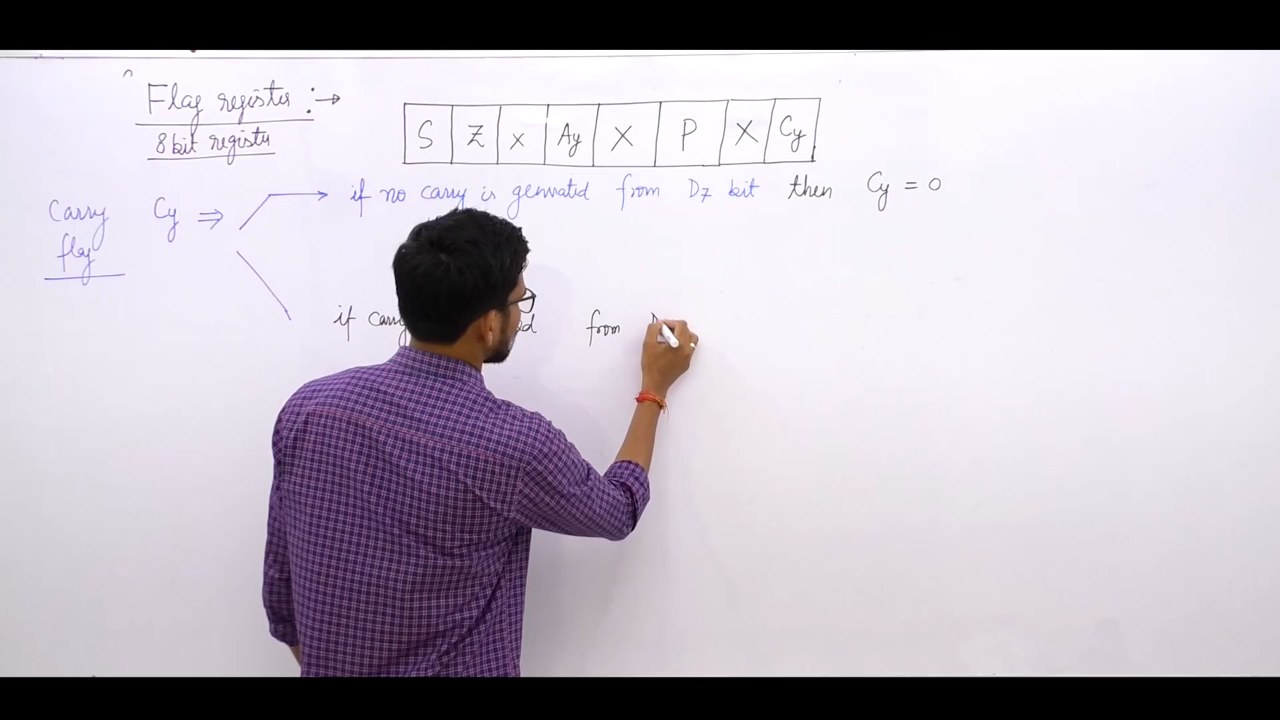 Flag register :→
8 bit register
S Z x Ay X P X Cy
Carry flag Cy ⇒
if no carry is genrated from D7 bit then Cy = 0
if carry from